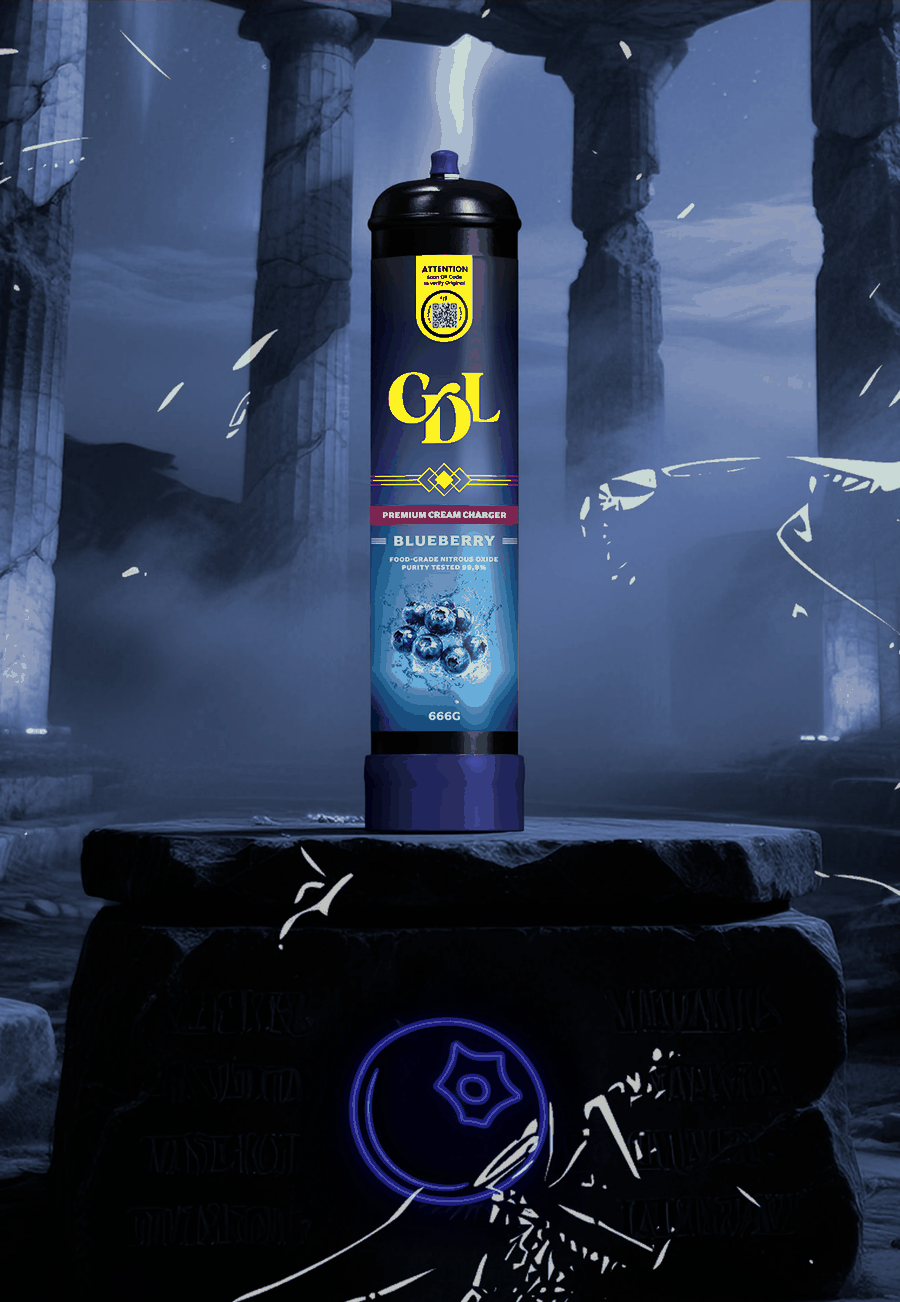 ATTENTION
Scan QR Code
to verify Original
GDL
PREMIUM CREAM CHARGER
BLUEBERRY
FOOD-GRADE NITROUS OXIDE
PURITY TESTED 99,9%
666G